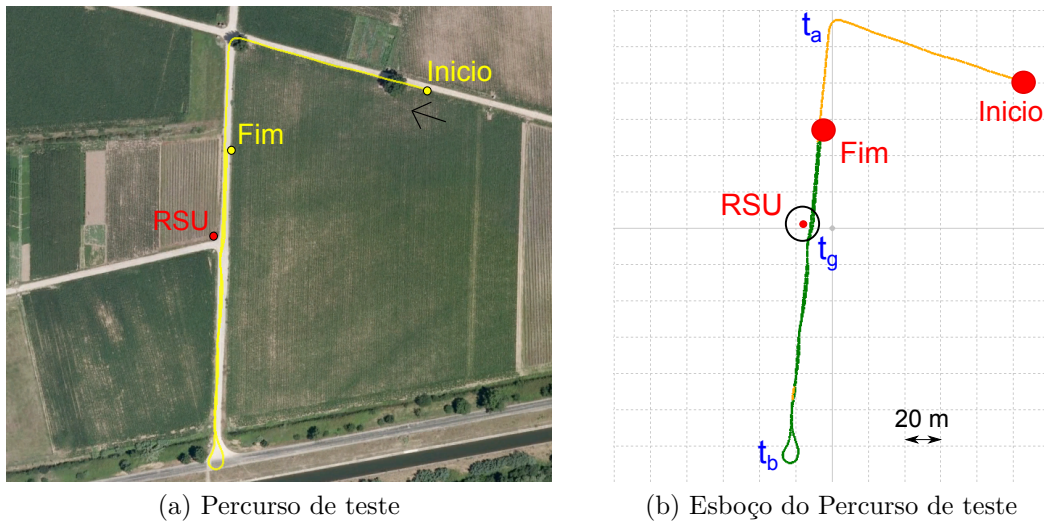 Inicio
Fim
RSU
t_a
Inicio
Fim
RSU
t_g
20 m
t_b
(a) Percurso de teste
(b) Esboço do Percurso de teste